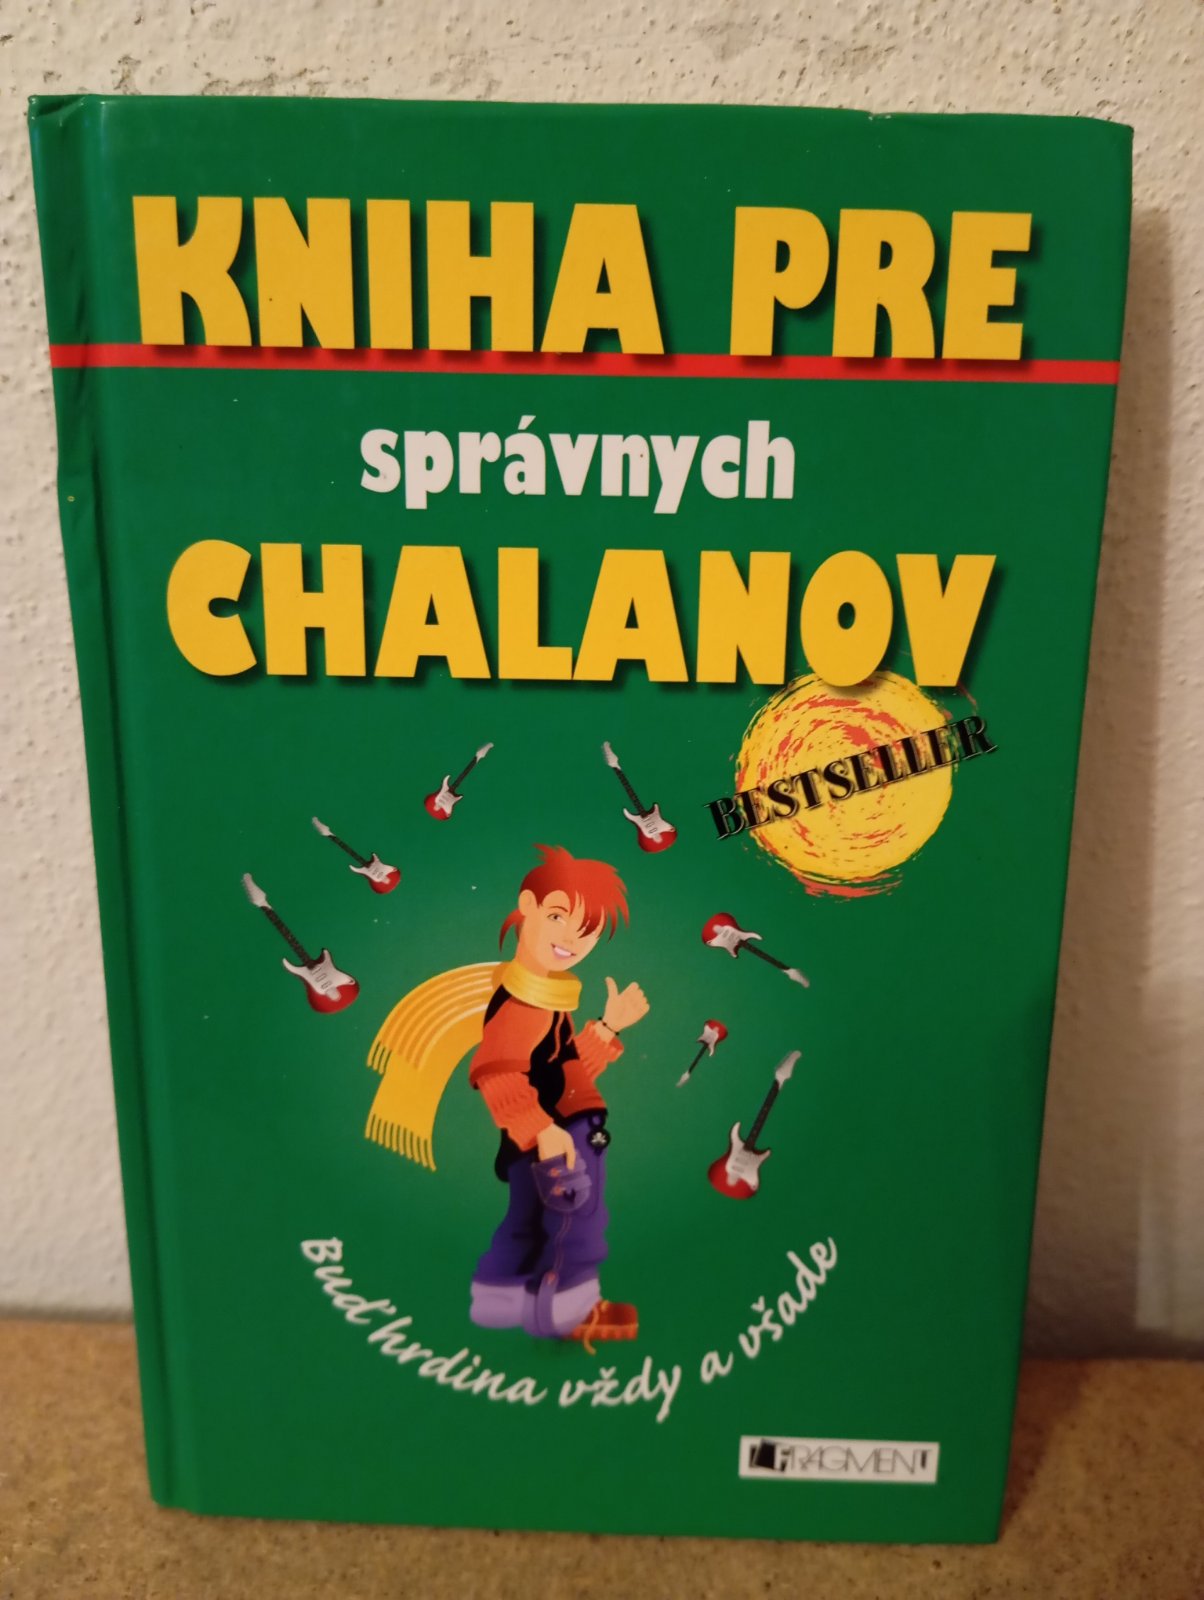 KNIHA PRE
správnych
CHALANOV
BESTSELLER
Buď hrdina vždy a všade
FRAGMENT